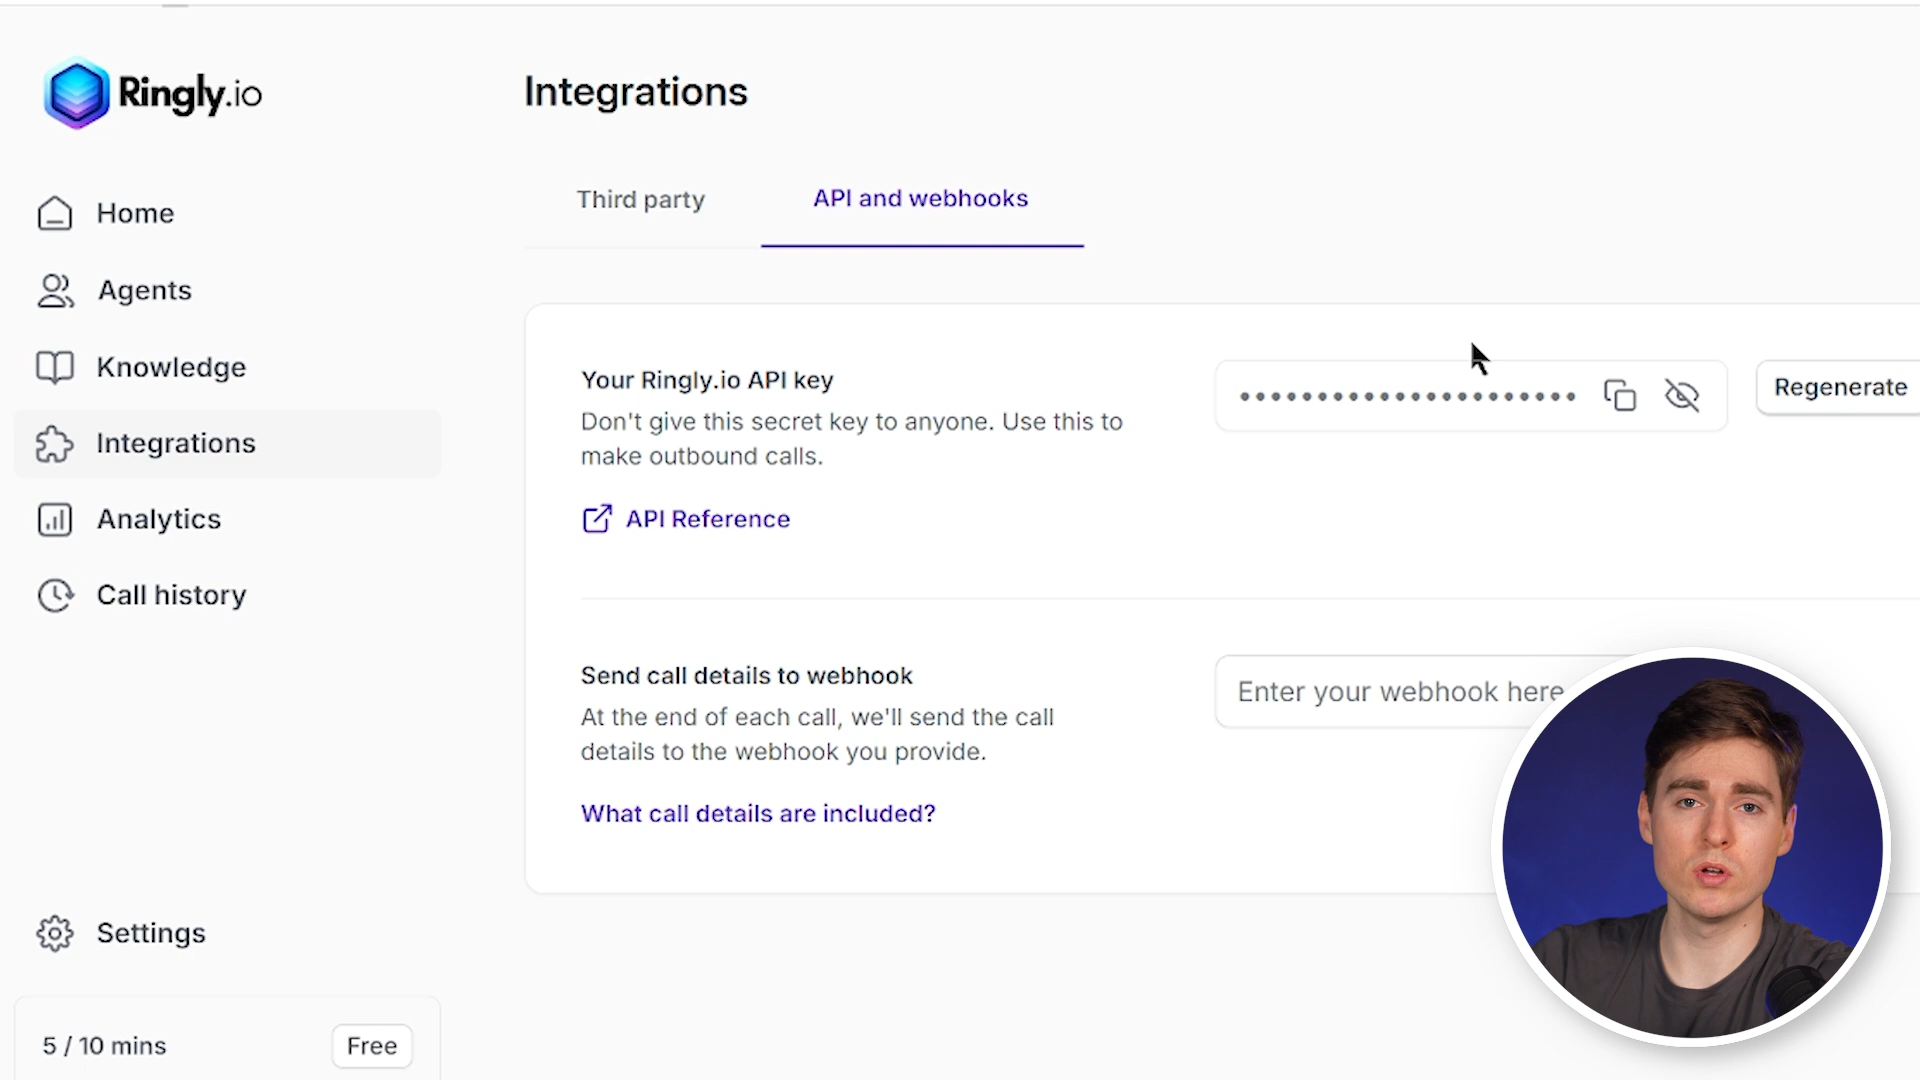 Ringly.io
Home
Agents
Knowledge
Integrations
Analytics
Call history
Settings
5 / 10 mins
Free
Integrations
Third party
API and webhooks
Your Ringly.io API key
Don't give this secret key to anyone. Use this to
make outbound calls.
API Reference
Regenerate
Send call details to webhook
At the end of each call, we'll send the call
details to the webhook you provide.
What call details are included?
Enter your webhook here